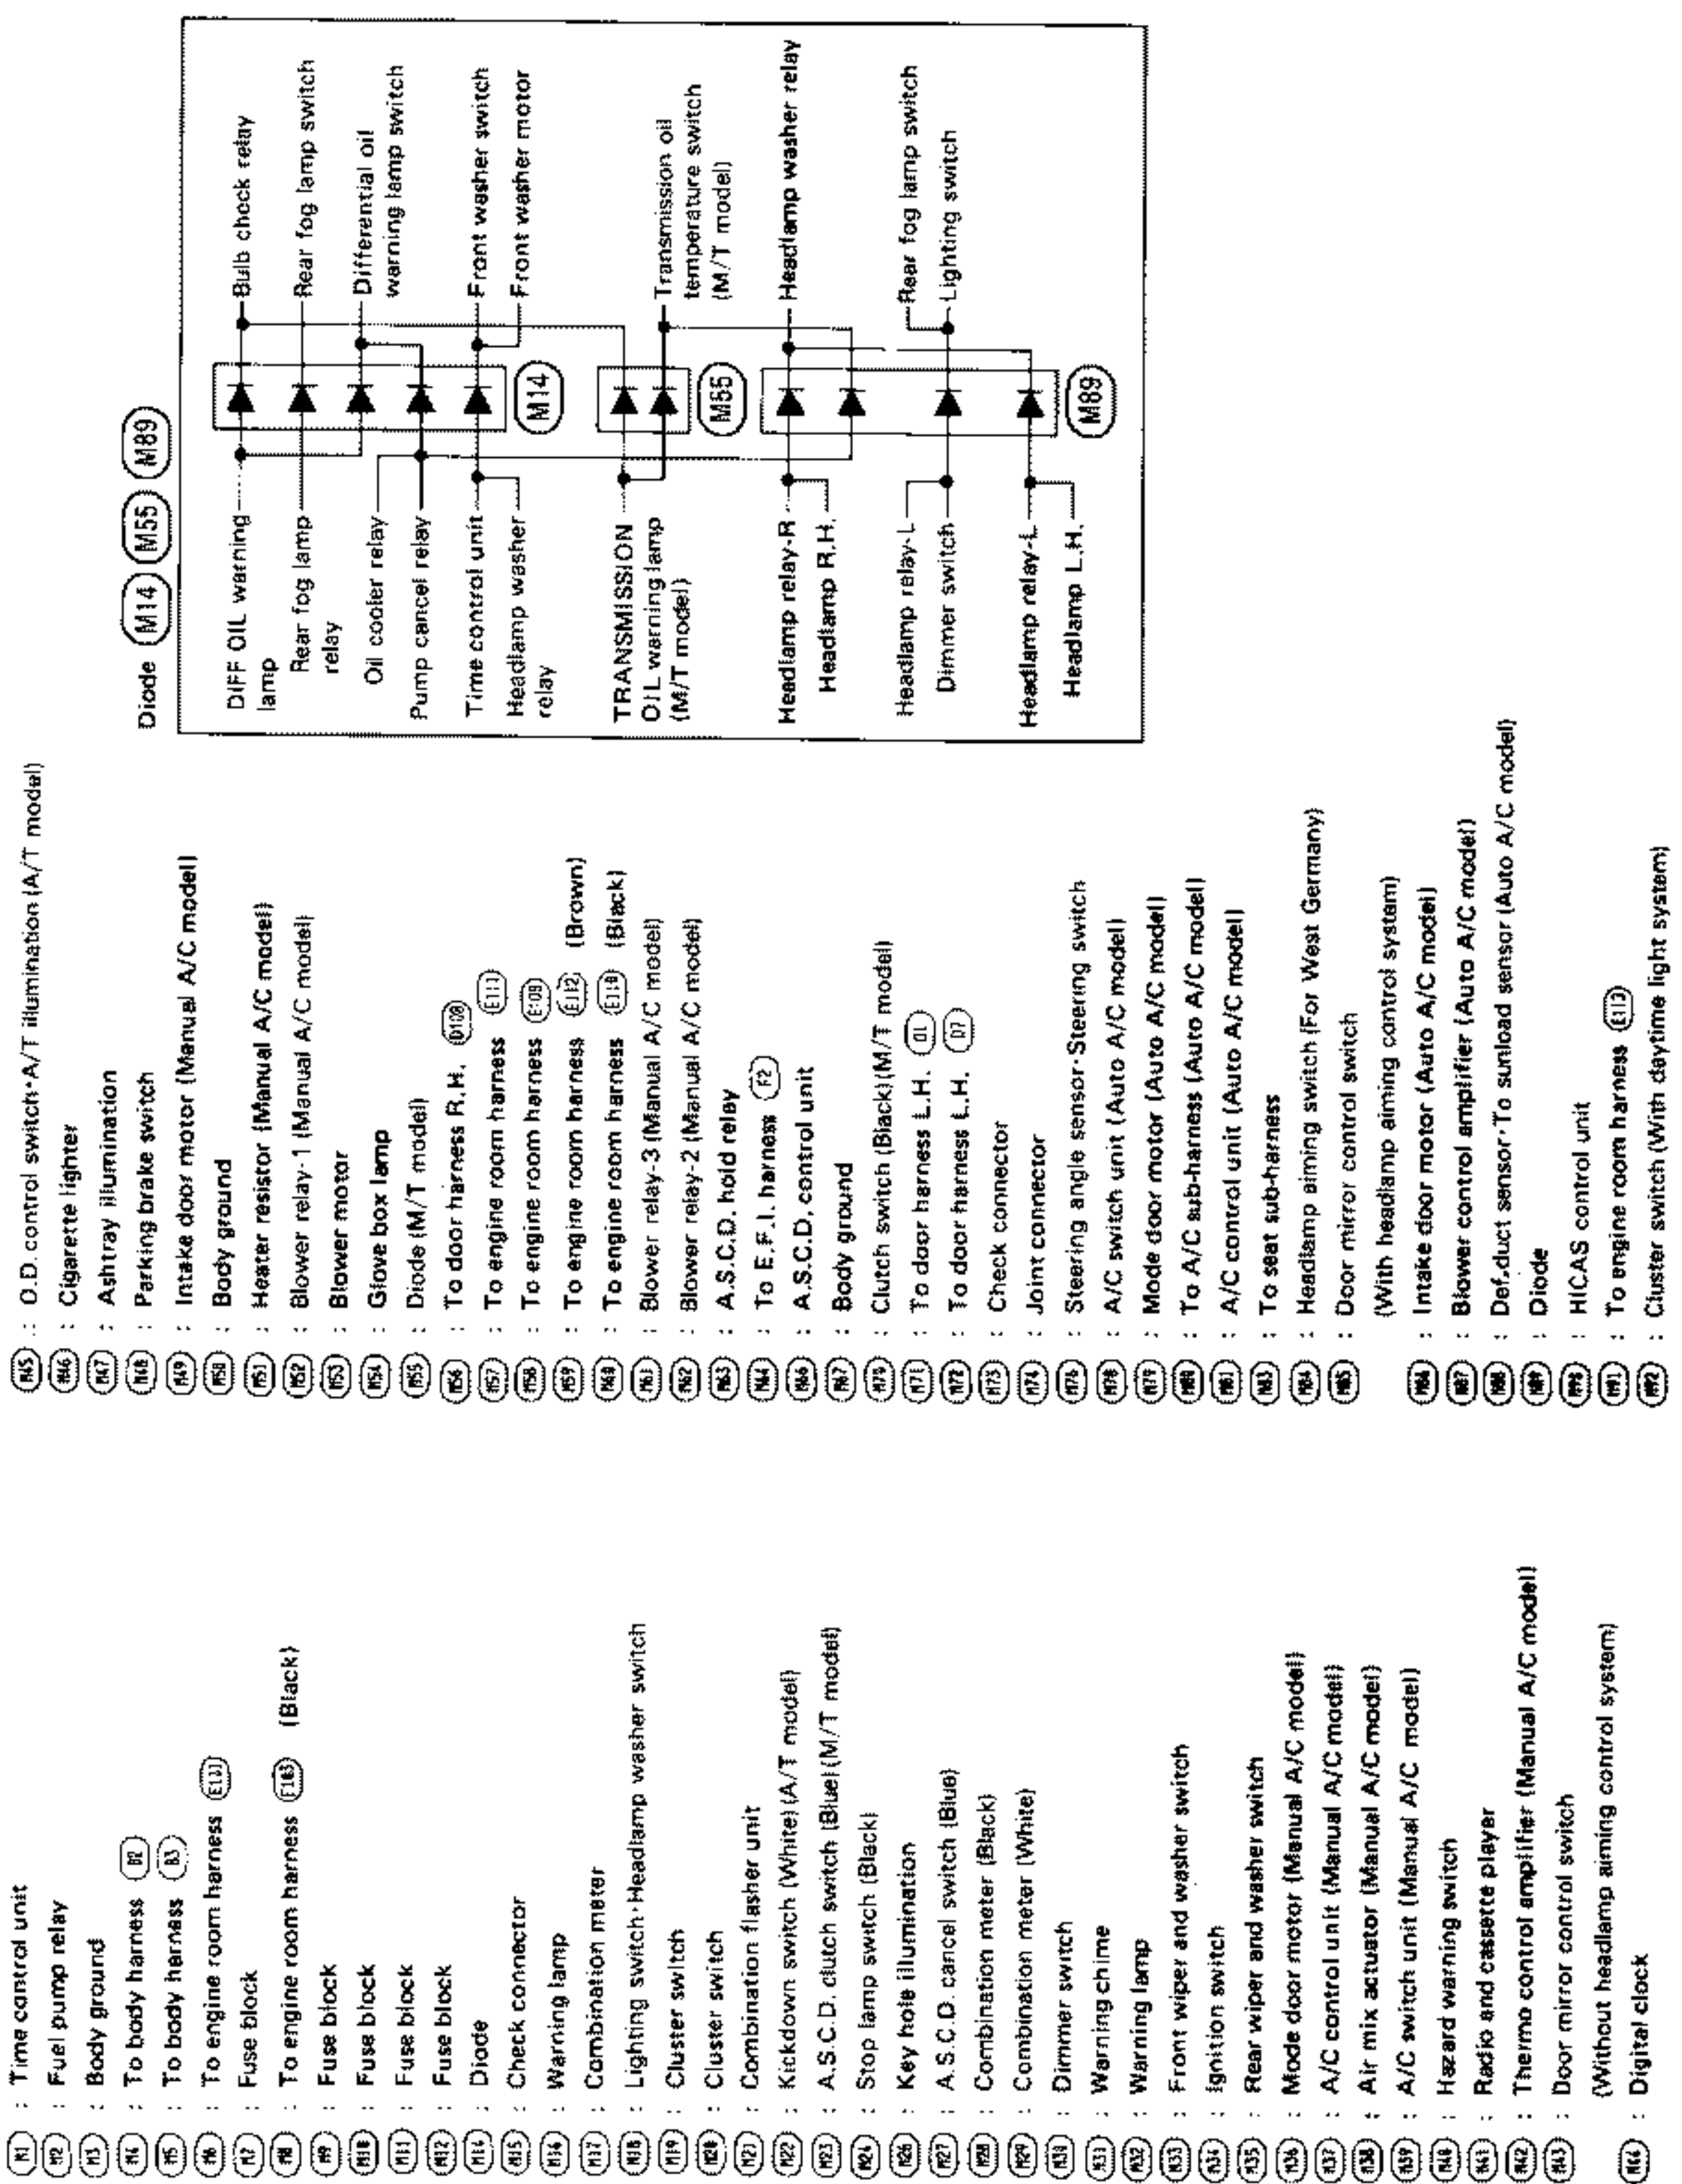 M1 : Time control unit
M2 : Fuel pump relay
M3 : Body ground
M4 : To body harness B2
M5 : To body harness B3
M6 : To engine room harness
M7 : Fuse block
M8 : To engine room harness (Black)
M9 : Fuse block
M10 : Fuse block
M11 : Fuse block
M12 : Fuse block
M14 : Diode
M15 : Check connector
M16 : Warning lamp
M17 : Combination meter
M18 : Lighting switch·Headlamp washer switch
M19 : Cluster switch
M20 : Cluster switch
M21 : Combination flasher unit
M22 : Kickdown switch (White) (A/T model)
M23 : A.S.C.D. clutch switch (Blue) (M/T model)
M24 : Stop lamp switch (Black)
M26 : Key hole illumination
M27 : A.S.C.D. cancel switch (Blue)
M28 : Combination meter (Black)
M29 : Combination meter (White)
M30 : Dimmer switch
M31 : Warning chime
M32 : Warning lamp
M33 : Front wiper and washer switch
M34 : Ignition switch
M35 : Rear wiper and washer switch
M36 : Mode door motor (Manual A/C model)
M37 : A/C control unit (Manual A/C model)
M38 : Air mix actuator (Manual A/C model)
M39 : A/C switch unit (Manual A/C model)
M40 : Hazard warning switch
M41 : Radio and cassette player
M42 : Thermo control amplifier (Manual A/C model)
M43 : Door mirror control switch
(Without headlamp aiming control system)
M44 : Digital clock
M45 : O.D. control switch·A/T illumination (A/T model)
M46 : Cigarette lighter
M47 : Ashtray illumination
M48 : Parking brake switch
M49 : Intake door motor (Manual A/C model)
M50 : Body ground
M51 : Heater resistor (Manual A/C model)
M52 : Blower relay-1 (Manual A/C model)
M53 : Blower motor
M54 : Glove box lamp
M55 : Diode (M/T model)
M56 : To door harness R.H. D108
M57 : To engine room harness E111
M58 : To engine room harness E109
M59 : To engine room harness E112 (Brown)
M60 : To engine room harness E110 (Black)
M61 : Blower relay-3 (Manual A/C model)
M62 : Blower relay-2 (Manual A/C model)
M63 : A.S.C.D. hold relay
M64 : To E.F.I. harness F2
M66 : A.S.C.D. control unit
M67 : Body ground
M70 : Clutch switch (Black) (M/T model)
M71 : To door harness L.H. D1
M72 : To door harness L.H. D7
M73 : Check connector
M74 : Joint connector
M76 : Steering angle sensor·Steering switch
M78 : A/C switch unit (Auto A/C model)
M79 : Mode door motor (Auto A/C model)
M80 : To A/C sub-harness (Auto A/C model)
M81 : A/C control unit (Auto A/C model)
M83 : To seat sub-harness
M84 : Headlamp aiming switch (For West Germany)
M85 : Door mirror control switch
(With headlamp aiming control system)
M86 : Intake door motor (Auto A/C model)
M87 : Blower control amplifier (Auto A/C model)
M88 : Def.duct sensor·To sunload sensor (Auto A/C model)
M89 : Diode
M90 : HICAS control unit
M91 : To engine room harness E113
M92 : Cluster switch (With daytime light system)
Diode M14 M55 M89
DIFF OIL warning
lamp
Bulb check relay
Rear fog lamp
relay
Rear fog lamp switch
Oil cooler relay
Differential oil
warning lamp switch
Pump cancel relay
Time control unit
Front washer switch
Headlamp washer
relay
Front washer motor
M14
TRANSMISSION
OIL warning lamp
(M/T model)
Transmission oil
temperature switch
(M/T model)
M55
Headlamp relay-R
Headlamp washer relay
Headlamp R.H.
Headlamp relay-L
Rear fog lamp switch
Dimmer switch
Lighting switch
Headlamp relay-L
Headlamp L.H.
M89